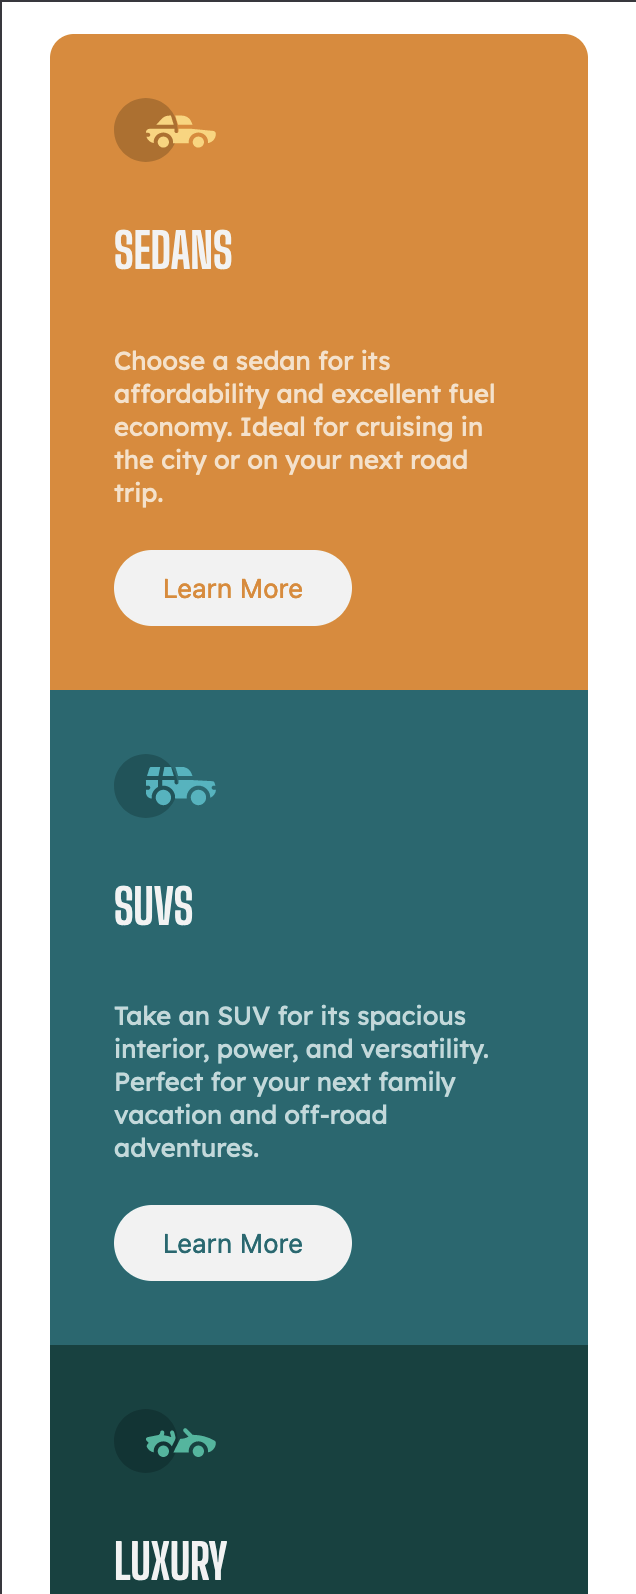 SEDANS
Choose a sedan for its
affordability and excellent fuel
economy. Ideal for cruising in
the city or on your next road
trip.
Learn More
SUVS
Take an SUV for its spacious
interior, power, and versatility.
Perfect for your next family
vacation and off-road
adventures.
Learn More
LUXURY